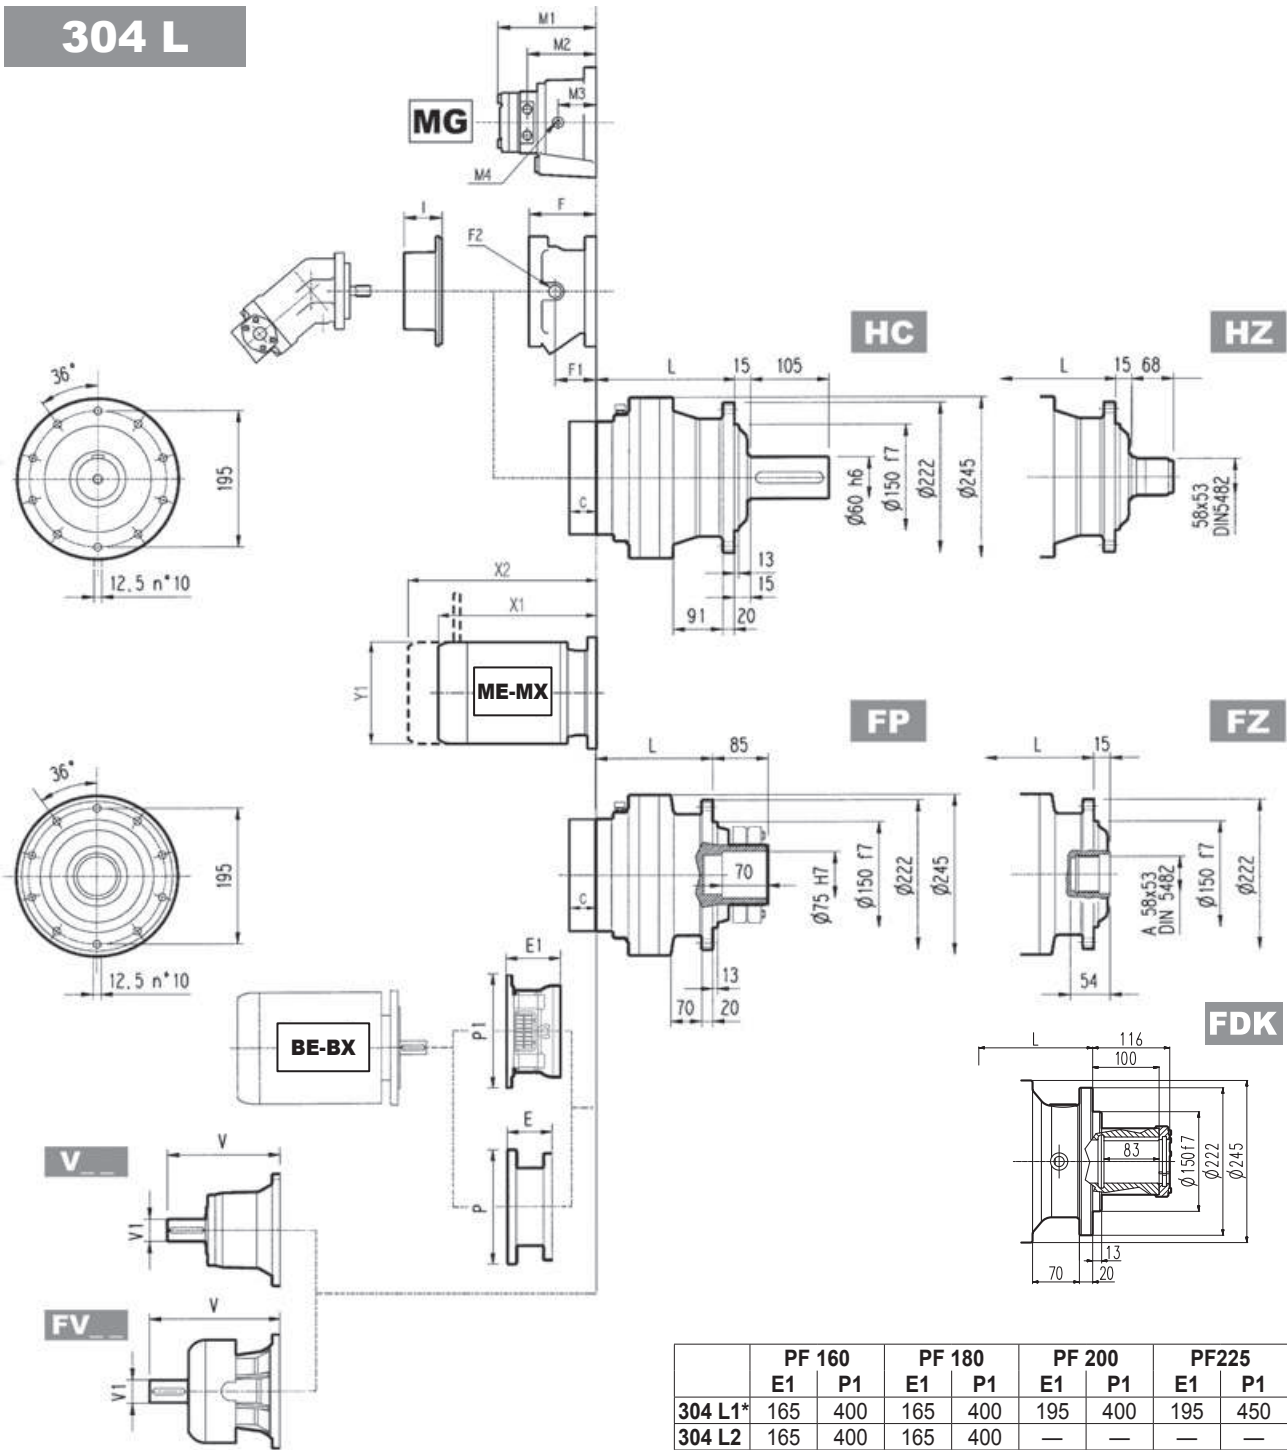 304 L
M1
M2
M3
MG
M4
I
F
F2
F1
HC
HZ
36°
195
12,5 n°10
L
15
105
C
Ø60 h6
Ø150 f7
Ø222
Ø245
13
15
91
20
L
15
68
58x53
DIN5482
X2
X1
Y1
ME-MX
FP
FZ
36°
195
12,5 n°10
L
85
C
70
Ø75 H7
Ø150 f7
Ø222
Ø245
13
70
20
L
15
A 58x53
DIN 5482
Ø150 f7
Ø222
54
E1
P1
BE-BX
E
P
FDK
L
116
100
83
Ø150f7
Ø222
Ø245
13
70
20
V_ _
V
V1
FV_ _
V
V1
PF 160 PF 180 PF 200 PF225
E1 P1 E1 P1 E1 P1 E1 P1
304 L1* 165 400 165 400 195 400 195 450
304 L2 165 400 165 400 — — — —